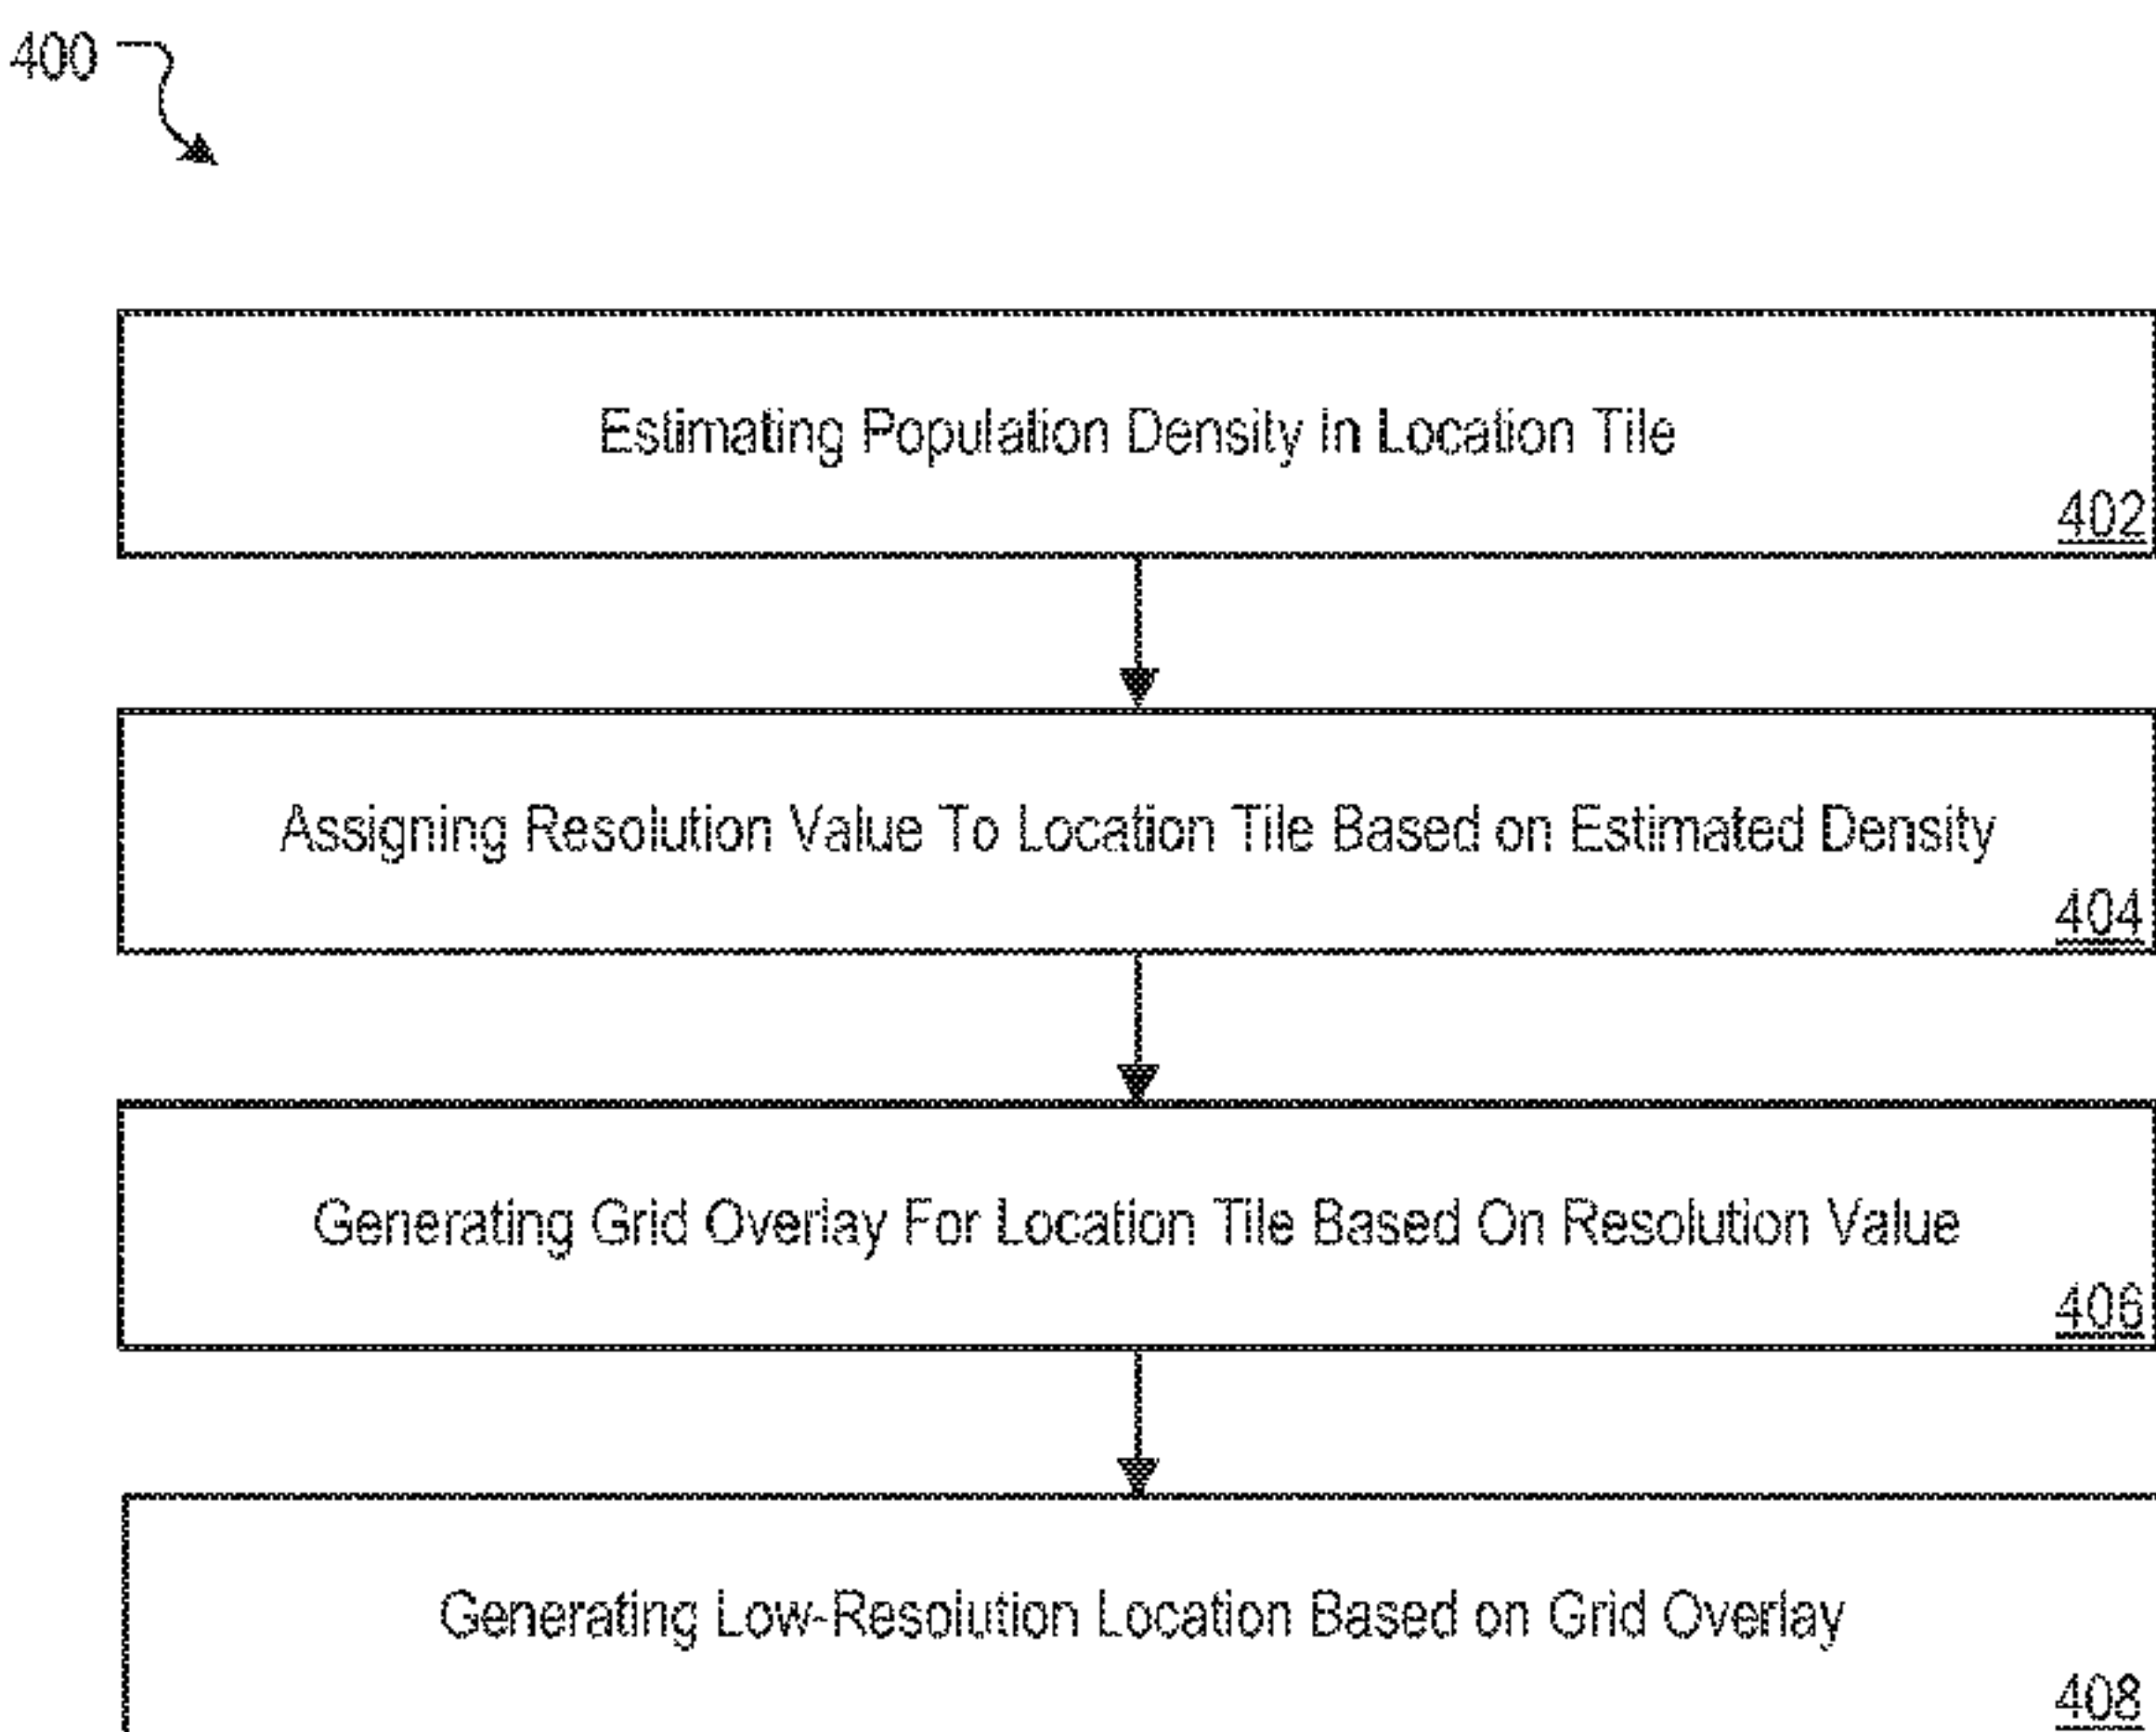 400
Estimating Population Density In Location Tile
402
Assigning Resolution Value To Location Tile Based on Estimated Density
404
Generating Grid Overlay For Location Tile Based On Resolution Value
406
Generating Low-Resolution Location Based on Grid Overlay
408